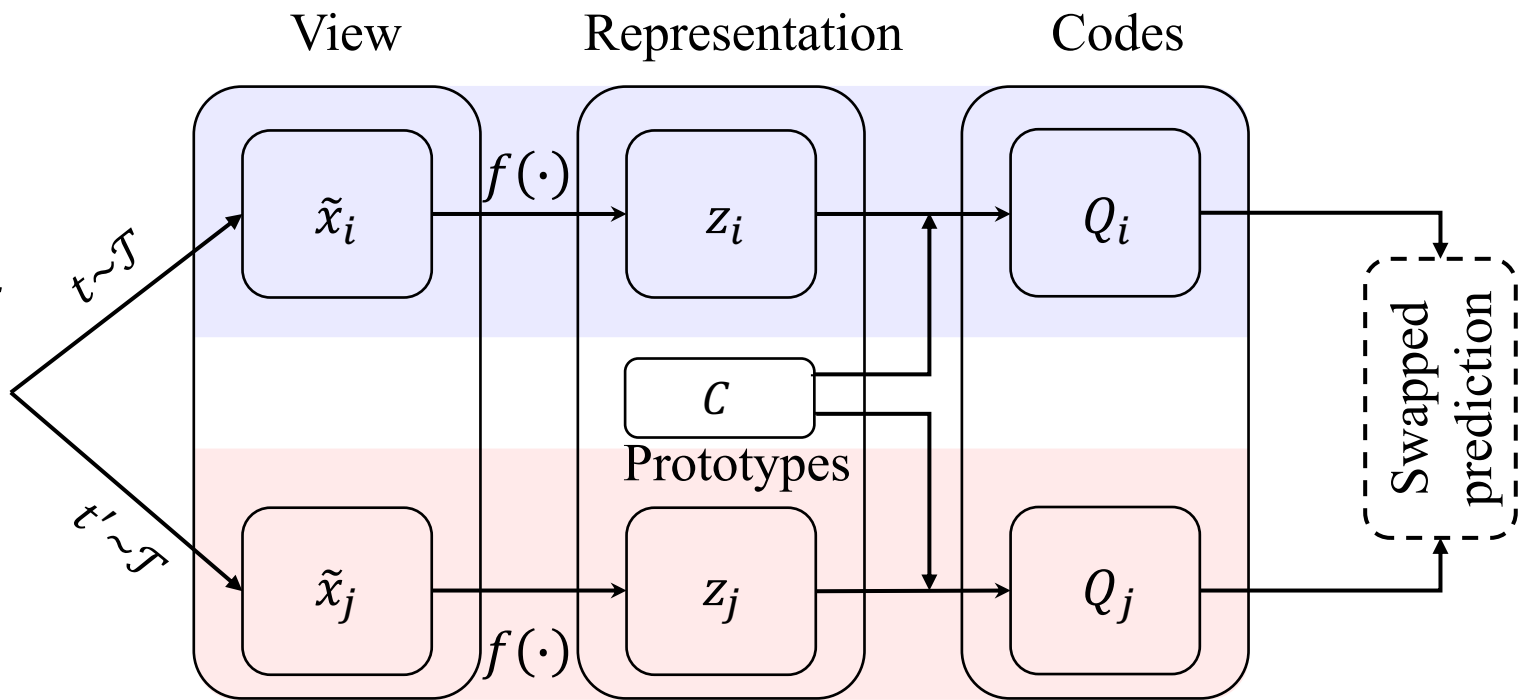 View Representation Codes
t~𝒯
f(·)
x̃ᵢ
zᵢ
Qᵢ
C
Prototypes
Swapped
prediction
t′~𝒯
x̃ⱼ
zⱼ
Qⱼ
f(·)